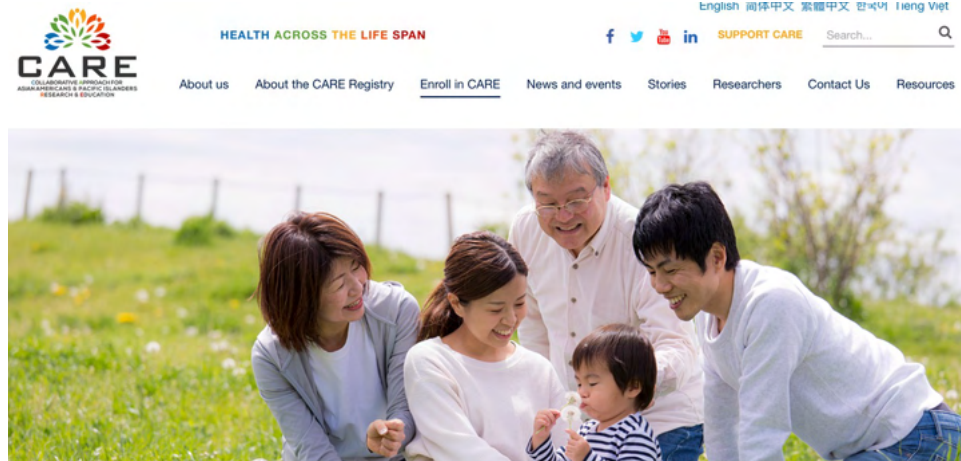 English 简体中文 繁體中文 한국어 Tiếng Việt
HEALTH ACROSS THE LIFE SPAN
You
Tube
SUPPORT CARE
Search...
CARE
COLLABORATIVE APPROACH FOR
ASIAN AMERICANS & PACIFIC ISLANDERS
RESEARCH & EDUCATION
About us
About the CARE Registry
Enroll in CARE
News and events
Stories
Researchers
Contact Us
Resources